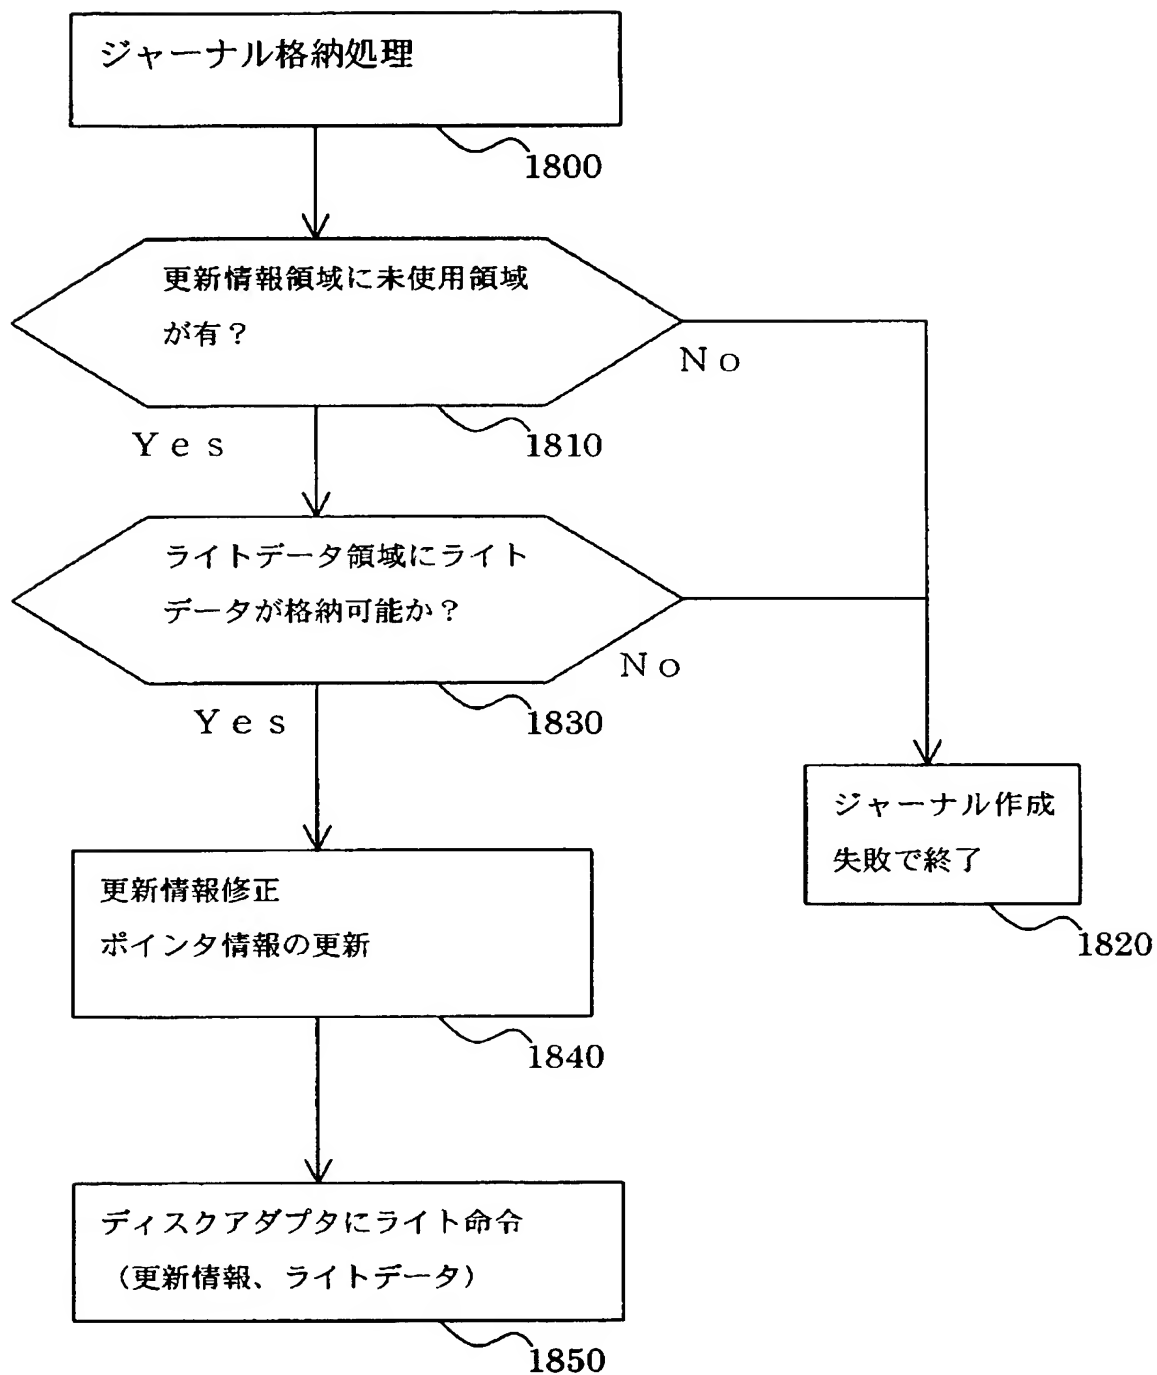 ジャーナル格納処理
1800
更新情報領域に未使用領域
が有？
No
Yes
1810
ライトデータ領域にライト
データが格納可能か？
No
Yes
1830
ジャーナル作成
失敗で終了
1820
更新情報修正
ポインタ情報の更新
1840
ディスクアダプタにライト命令
（更新情報、ライトデータ）
1850